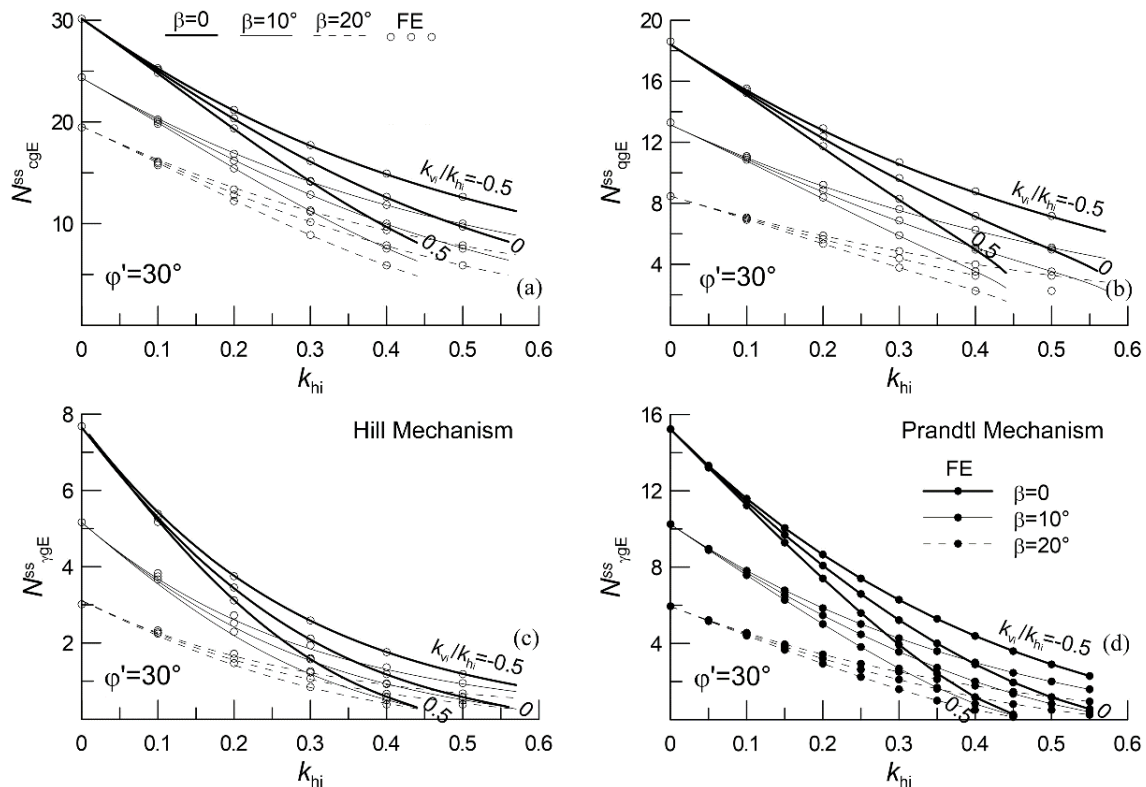 β=0 β=10° β=20° FE
30
20
10
N^ss_cgE
k_vi/k_hi=-0.5
0
0.5
φ'=30°
(a)
0 0.1 0.2 0.3 0.4 0.5 0.6
k_hi
20
16
12
8
4
N^ss_qgE
k_vi/k_hi=-0.5
0
0.5
φ'=30°
(b)
0 0.1 0.2 0.3 0.4 0.5 0.6
k_hi
8
6
4
2
N^ss_γgE
Hill Mechanism
k_vi/k_hi=-0.5
0
0.5
φ'=30°
(c)
0 0.1 0.2 0.3 0.4 0.5 0.6
k_hi
16
12
8
4
N^ss_γgE
Prandtl Mechanism
FE
β=0
β=10°
β=20°
k_vi/k_hi=-0.5
0
0.5
φ'=30°
(d)
0 0.1 0.2 0.3 0.4 0.5 0.6
k_hi